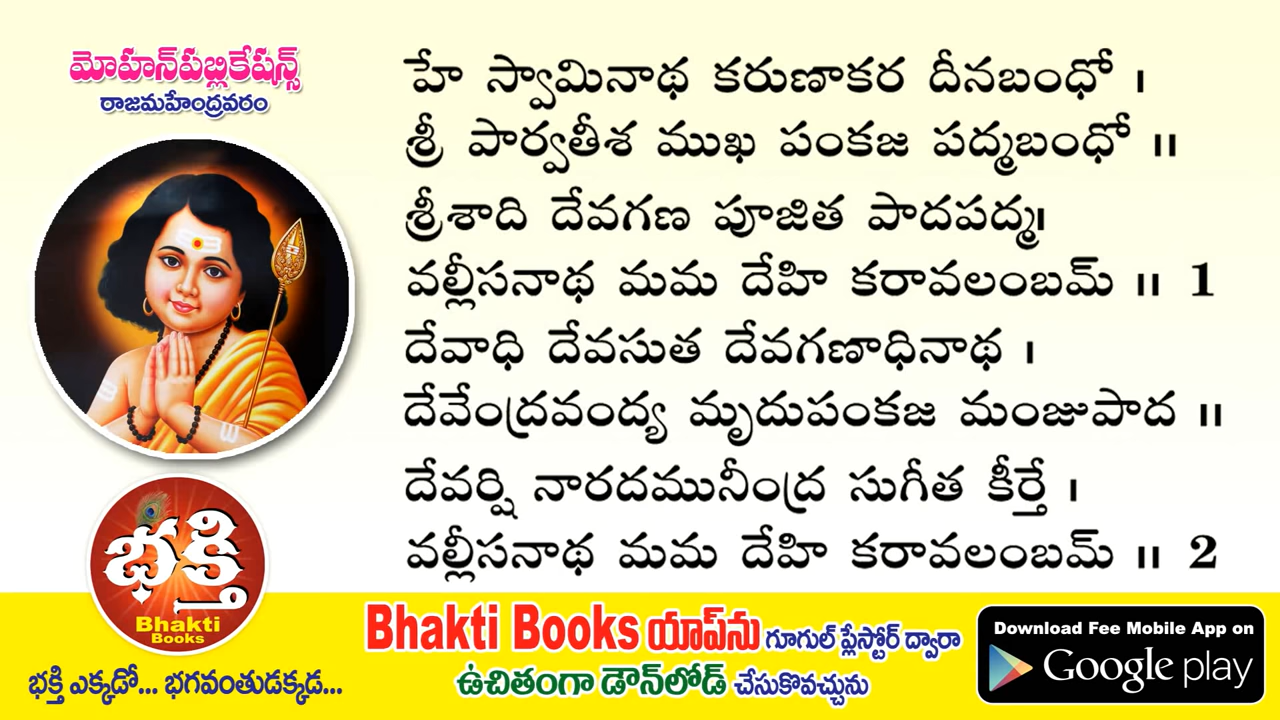 మోహన్‌పబ్లికేషన్స్
రాజమహేంద్రవరం
హే స్వామినాథ కరుణాకర దీనబంధో ।
శ్రీ పార్వతీశ ముఖ పంకజ పద్మబంధో ॥
శ్రీశాది దేవగణ పూజిత పాదపద్మ।
వల్లీసనాథ మమ దేహి కరావలంబమ్ ॥ 1
దేవాధి దేవసుత దేవగణాధినాథ ।
దేవేంద్రవంద్య మృదుపంకజ మంజుపాద ॥
దేవర్షి నారదమునీంద్ర సుగీత కీర్తే ।
వల్లీసనాథ మమ దేహి కరావలంబమ్ ॥ 2
భక్తి
Bhakti
Books
భక్తి ఎక్కడో... భగవంతుడక్కడ...
Bhakti Books యాప్‌ను గూగుల్ ప్లేస్టోర్ ద్వారా
ఉచితంగా డౌన్‌లోడ్ చేసుకొవచ్చును
Download Fee Mobile App on
Google play